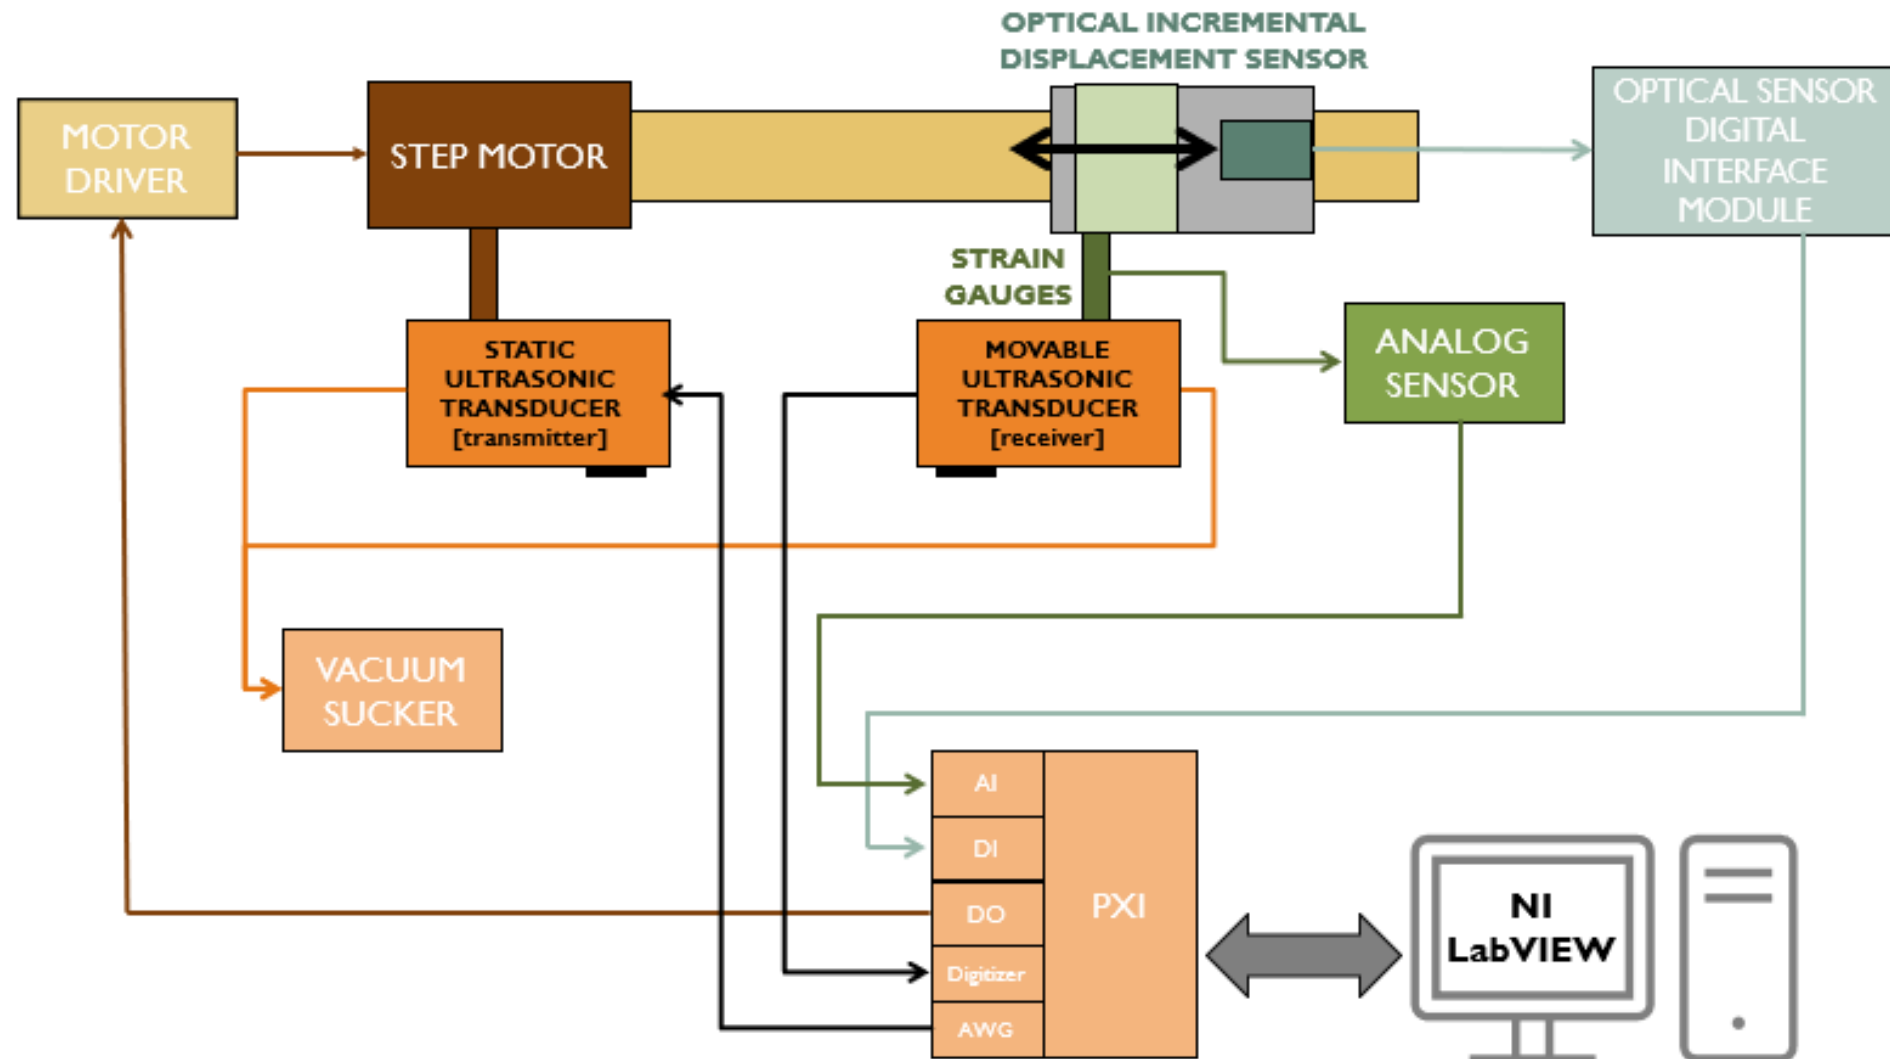 OPTICAL INCREMENTAL
DISPLACEMENT SENSOR
MOTOR
DRIVER
STEP MOTOR
OPTICAL SENSOR
DIGITAL
INTERFACE
MODULE
STRAIN
GAUGES
STATIC
ULTRASONIC
TRANSDUCER
[transmitter]
MOVABLE
ULTRASONIC
TRANSDUCER
[receiver]
ANALOG
SENSOR
VACUUM
SUCKER
AI
DI
DO
Digitizer
AWG
PXI
NI
LabVIEW